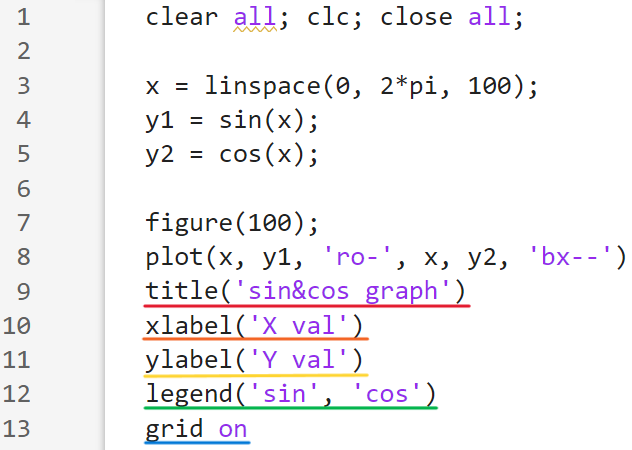 1 clear all; clc; close all;
2
3 x = linspace(0, 2*pi, 100);
4 y1 = sin(x);
5 y2 = cos(x);
6
7 figure(100);
8 plot(x, y1, 'ro-', x, y2, 'bx--')
9 title('sin&cos graph')
10 xlabel('X val')
11 ylabel('Y val')
12 legend('sin', 'cos')
13 grid on